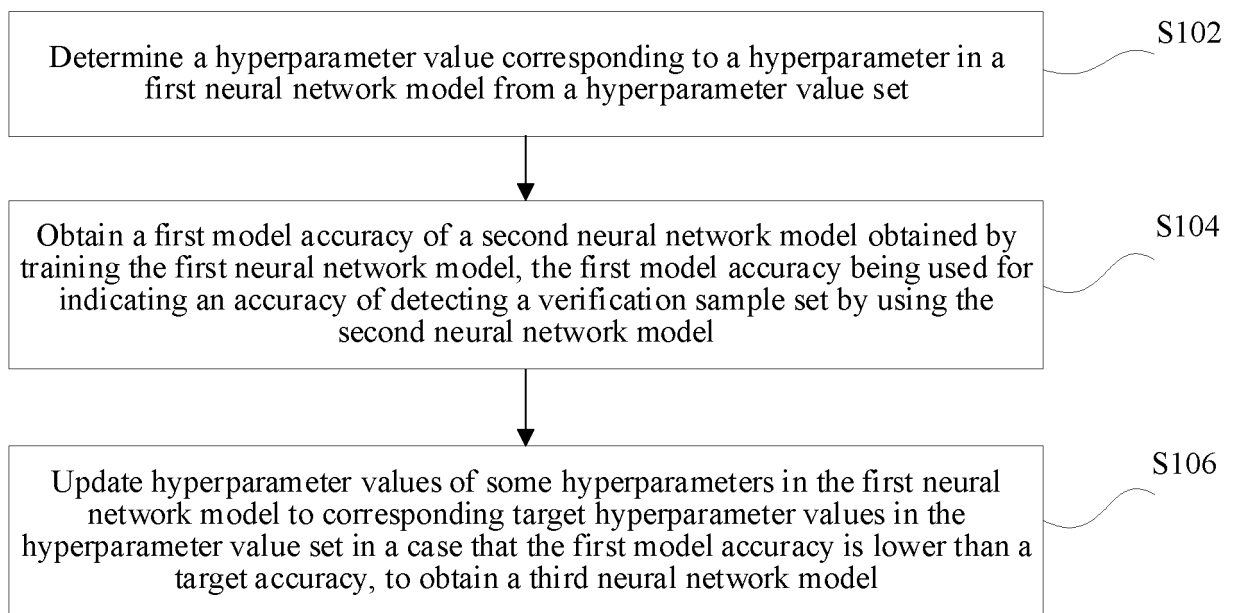 S102
Determine a hyperparameter value corresponding to a hyperparameter in a
first neural network model from a hyperparameter value set
S104
Obtain a first model accuracy of a second neural network model obtained by
training the first neural network model, the first model accuracy being used for
indicating an accuracy of detecting a verification sample set by using the
second neural network model
S106
Update hyperparameter values of some hyperparameters in the first neural
network model to corresponding target hyperparameter values in the
hyperparameter value set in a case that the first model accuracy is lower than a
target accuracy, to obtain a third neural network model